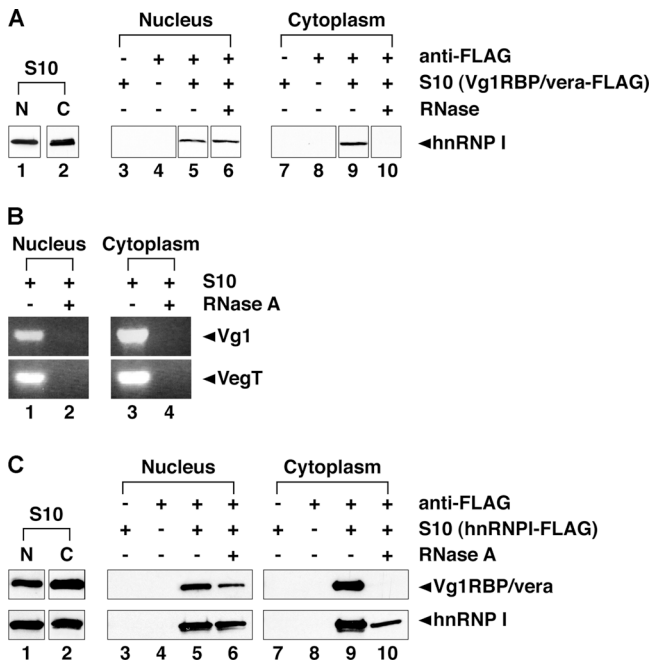 A
Nucleus Cytoplasm
- + + + - + + + anti-FLAG
S10 + - + + + - + + S10 (Vg1RBP/vera-FLAG)
N C - - - + - - - + RNase
◄hnRNP I
1 2 3 4 5 6 7 8 9 10
B
Nucleus Cytoplasm
+ + + + S10
- + - + RNase A
◄Vg1
◄VegT
1 2 3 4
C
Nucleus Cytoplasm
- + + + - + + + anti-FLAG
S10 + - + + + - + + S10 (hnRNPI-FLAG)
N C - - - + - - - + RNase A
◄Vg1RBP/vera
◄hnRNP I
1 2 3 4 5 6 7 8 9 10